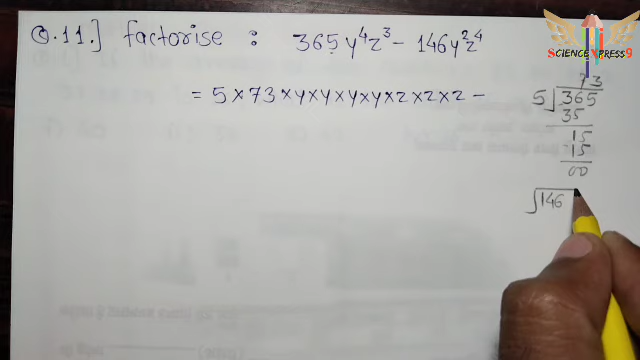 Q.11.] factorise : 365y⁴z³ - 146y²z⁴
= 5 × 73 × y × y × y × y × z × z × z -
SCIENCE XPRESS9
73
5 365
35
15
-15
00
146